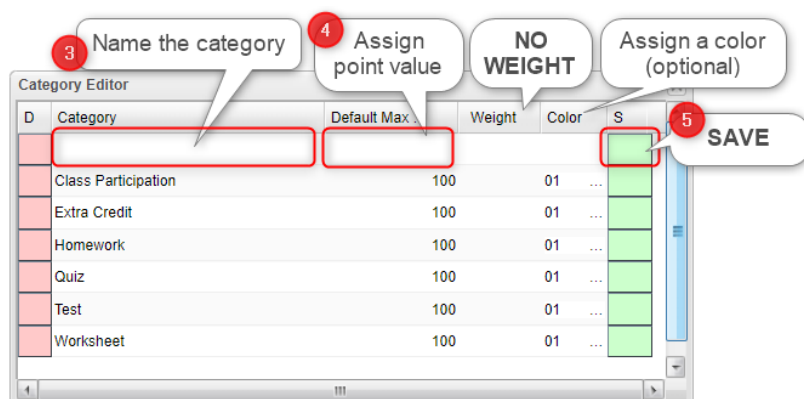 3 Name the category
4 Assign point value
NO WEIGHT
Assign a color (optional)
Category Editor
D Category Default Max . Weight Color S
5 SAVE
Class Participation 100 01 ...
Extra Credit 100 01 ...
Homework 100 01 ...
Quiz 100 01 ...
Test 100 01 ...
Worksheet 100 01 ...